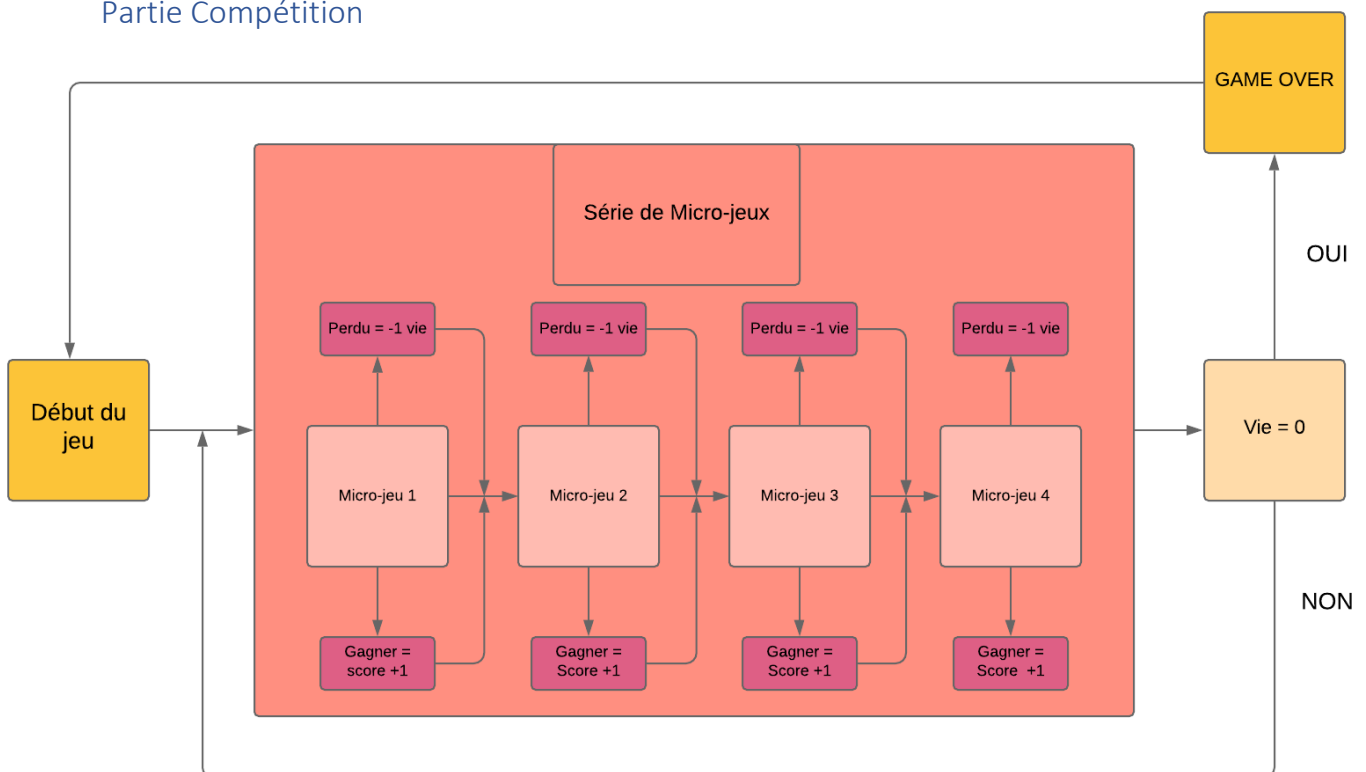 Partie Compétition
GAME OVER
Série de Micro-jeux
OUI
Perdu = -1 vie
Perdu = -1 vie
Perdu = -1 vie
Perdu = -1 vie
Début du
jeu
Vie = 0
Micro-jeu 1
Micro-jeu 2
Micro-jeu 3
Micro-jeu 4
NON
Gagner =
score +1
Gagner =
Score +1
Gagner =
Score +1
Gagner =
Score +1